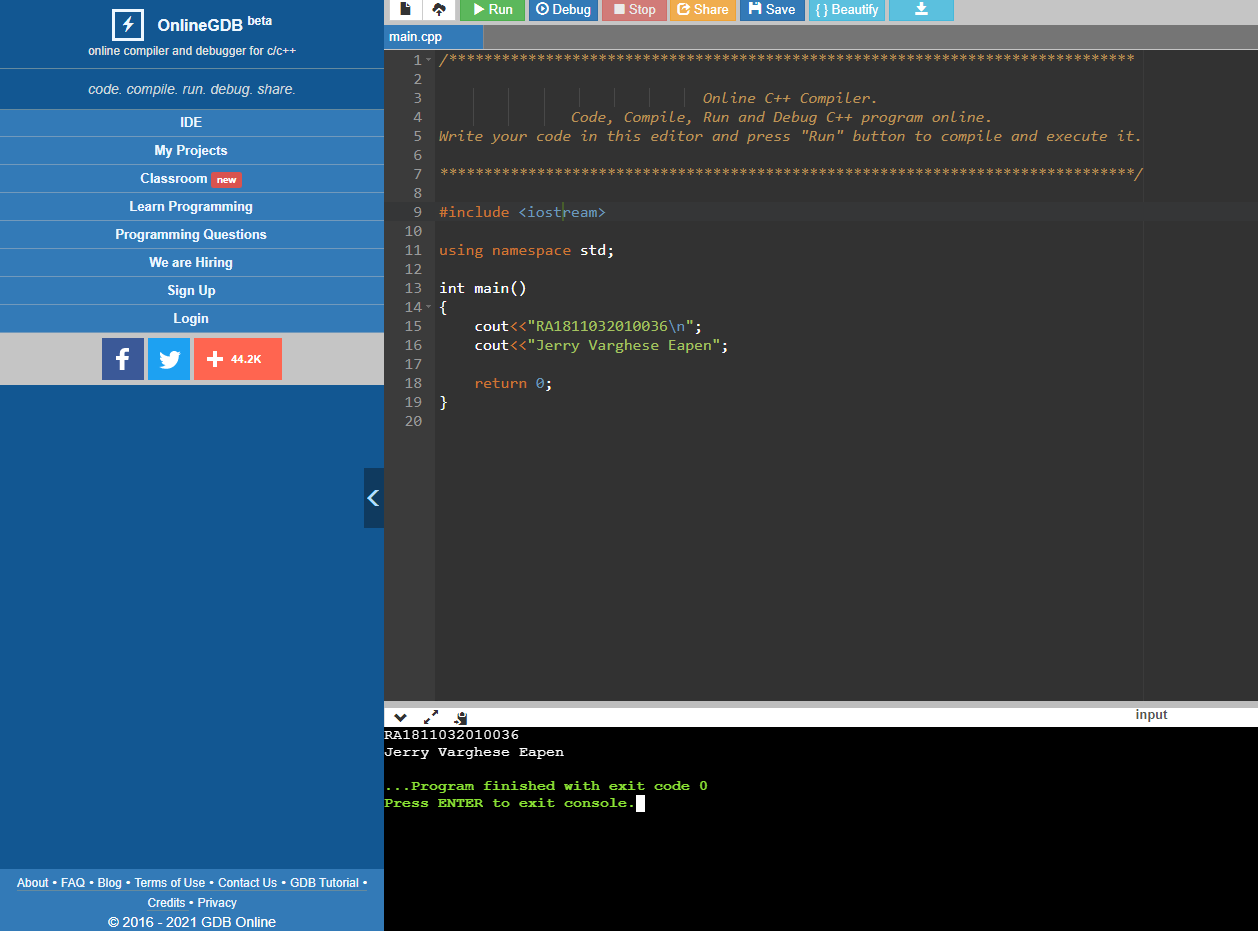 OnlineGDB beta
online compiler and debugger for c/c++
code. compile. run. debug. share.
IDE
My Projects
Classroom new
Learn Programming
Programming Questions
We are Hiring
Sign Up
Login
44.2K
About • FAQ • Blog • Terms of Use • Contact Us • GDB Tutorial •
Credits • Privacy
© 2016 - 2021 GDB Online
Run Debug Stop Share Save { } Beautify
main.cpp
1 /******************************************************************************
2
3 Online C++ Compiler.
4 Code, Compile, Run and Debug C++ program online.
5 Write your code in this editor and press "Run" button to compile and execute it.
6
7 *******************************************************************************/
8
9 #include <iostream>
10
11 using namespace std;
12
13 int main()
14 {
15 cout<<"RA1811032010036\n";
16 cout<<"Jerry Varghese Eapen";
17
18 return 0;
19 }
20
input
RA1811032010036
Jerry Varghese Eapen
...Program finished with exit code 0
Press ENTER to exit console.